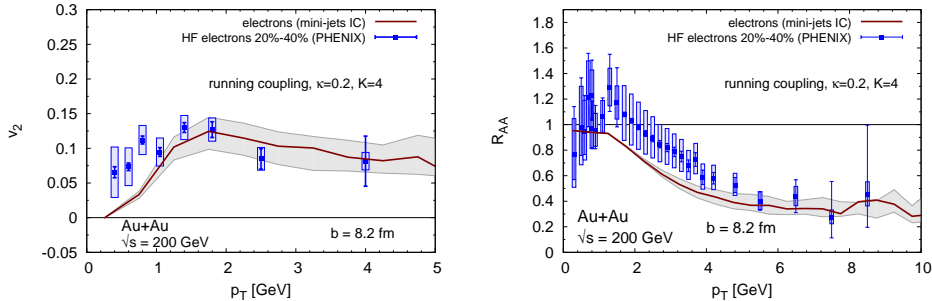 electrons (mini-jets IC)
HF electrons 20%-40% (PHENIX)
running coupling, κ=0.2, K=4
Au+Au
√s = 200 GeV
b = 8.2 fm
v2
0.3
0.25
0.2
0.15
0.1
0.05
0
-0.05
0 1 2 3 4 5
pT [GeV]
electrons (mini-jets IC)
HF electrons 20%-40% (PHENIX)
running coupling, κ=0.2, K=4
Au+Au
√s = 200 GeV
b = 8.2 fm
RAA
1.8
1.6
1.4
1.2
1
0.8
0.6
0.4
0.2
0
0 2 4 6 8 10
pT [GeV]